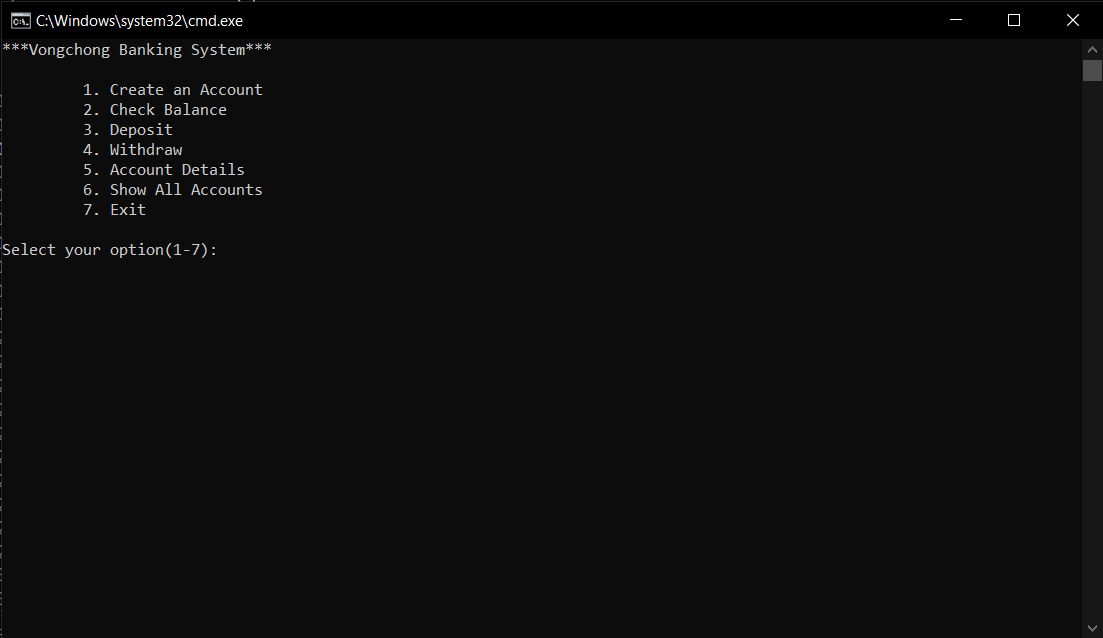 C:\Windows\system32\cmd.exe
***Vongchong Banking System***
1. Create an Account
2. Check Balance
3. Deposit
4. Withdraw
5. Account Details
6. Show All Accounts
7. Exit
Select your option(1-7):